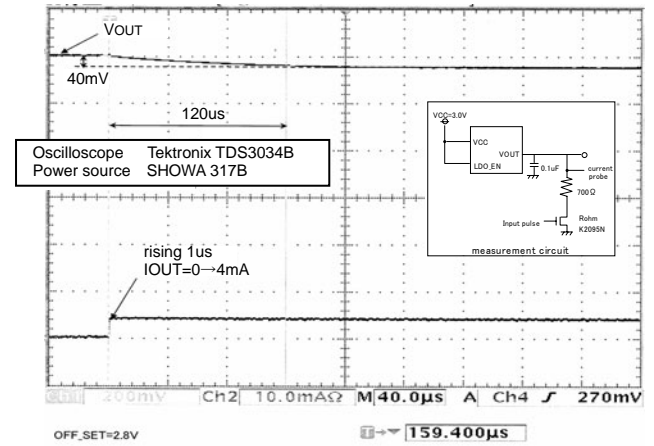 VOUT
40mV
120us
Oscilloscope Tektronix TDS3034B
Power source SHOWA 317B
VCC=3.0V
VCC
VOUT
LDO_EN
0.1uF
current
probe
700Ω
Input pulse
Rohm
K2095N
measurement circuit
rising 1us
IOUT=0→4mA
200mV Ch2 10.0mAΩ M 40.0µs A Ch4 270mV
OFF_SET=2.8V
159.400µs